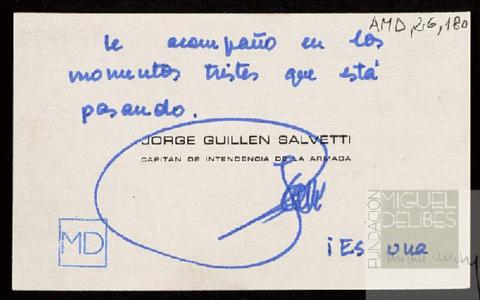 AMD, 26, 180
le acompaño en los
momentos tristes que está
pasando.
JORGE GUILLEN SALVETTI
CAPITAN DE INTENDENCIA DE LA ARMADA
MD
¡Es una
FUNDACIÓN
MIGUEL
DELIBES